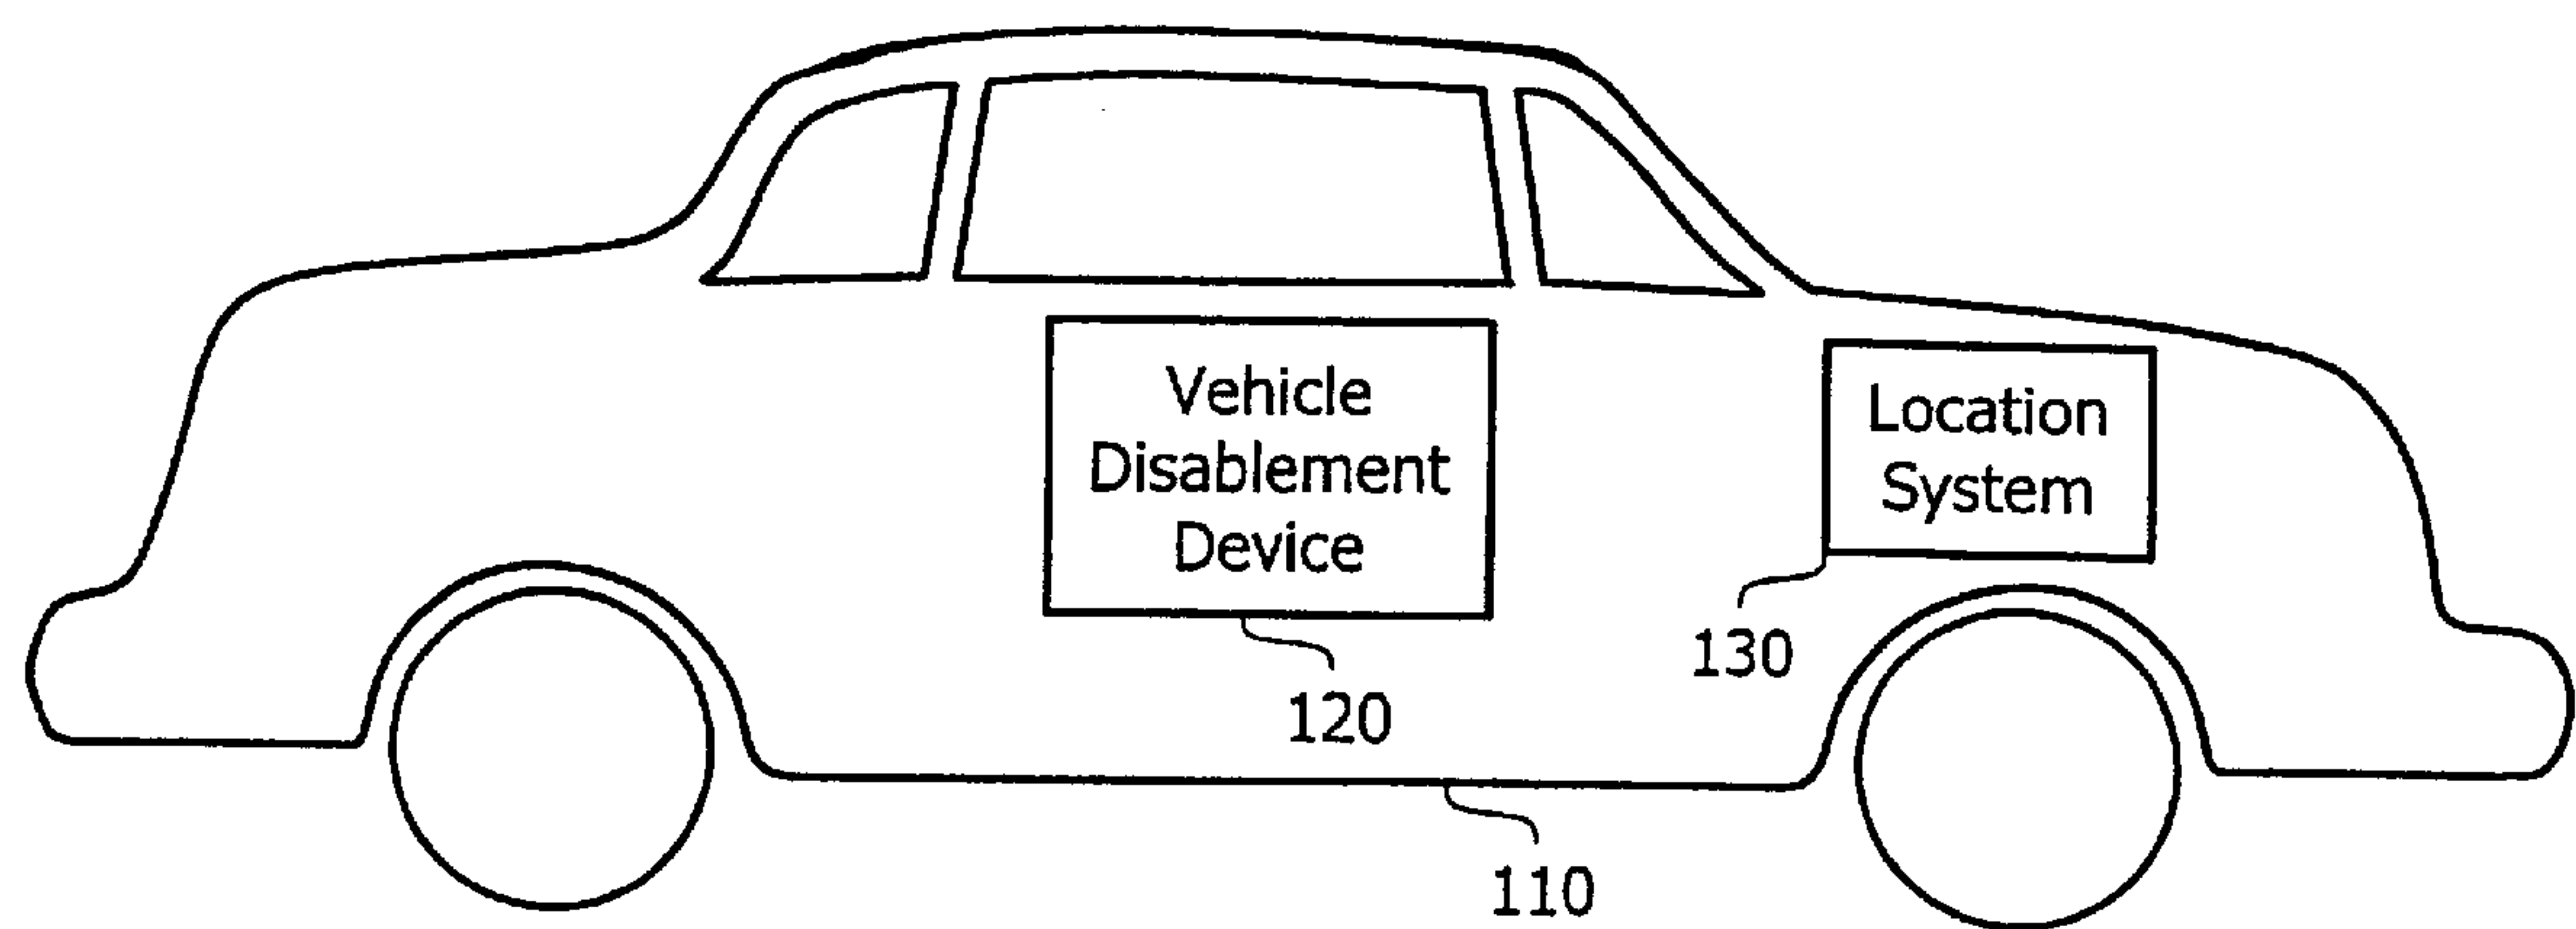 Vehicle
Disablement
Device
Location
System
130
120
110